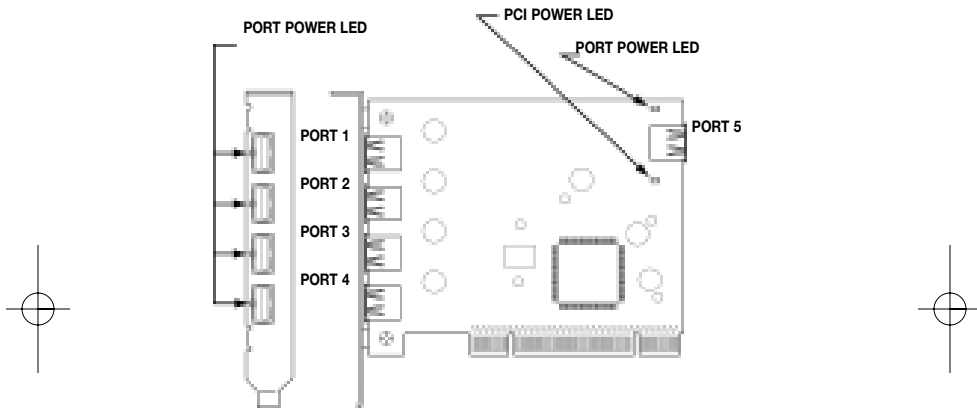 PCI POWER LED
PORT POWER LED
PORT POWER LED
PORT 1
PORT 5
PORT 2
PORT 3
PORT 4